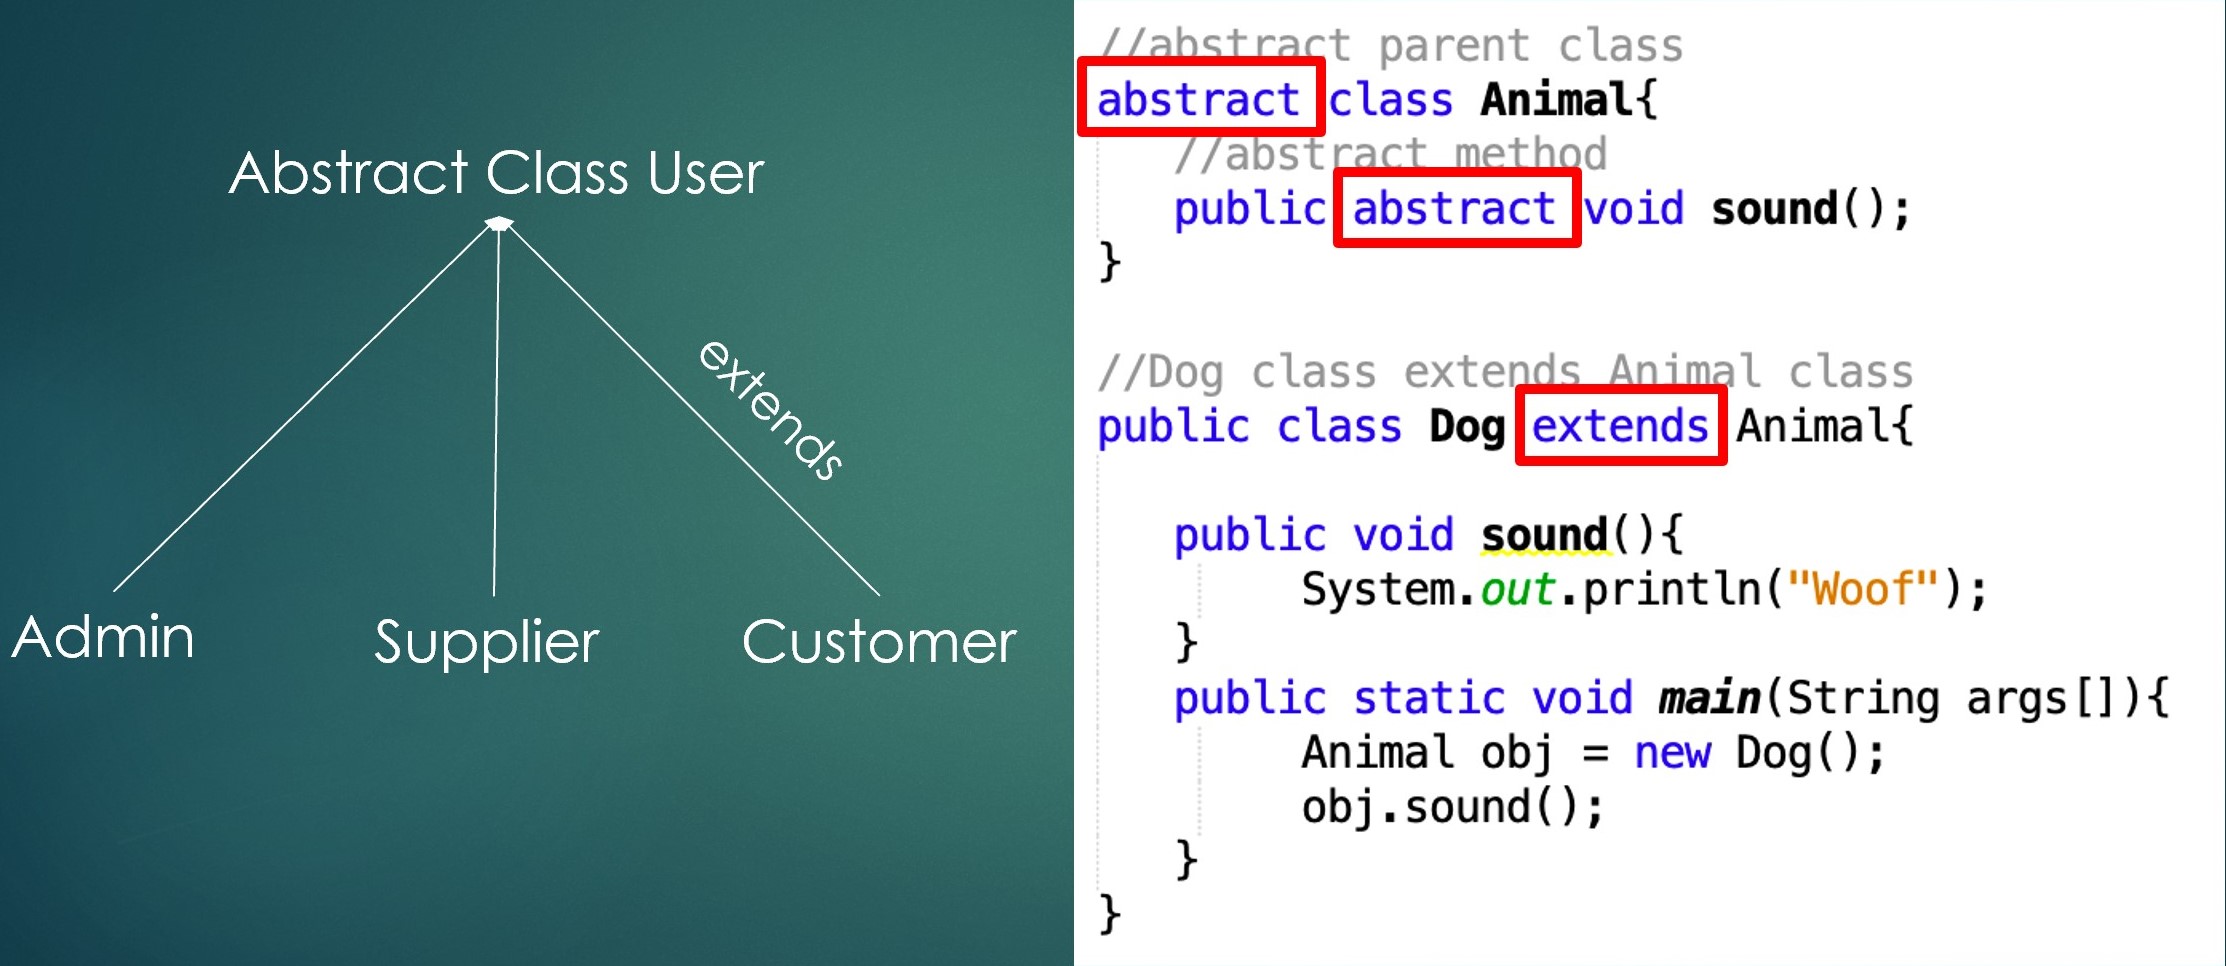 Abstract Class User
extends
Admin
Supplier
Customer
//abstract parent class
abstract class Animal{
//abstract method
public abstract void sound();
}
//Dog class extends Animal class
public class Dog extends Animal{
public void sound(){
System.out.println("Woof");
}
public static void main(String args[]){
Animal obj = new Dog();
obj.sound();
}
}